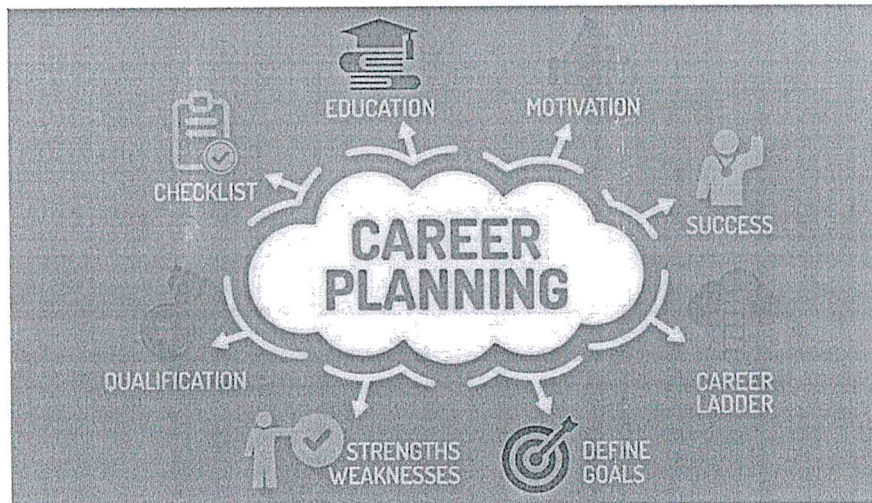 EDUCATION
MOTIVATION
CHECKLIST
SUCCESS
CAREER
PLANNING
QUALIFICATION
CAREER
LADDER
STRENGTHS
WEAKNESSES
DEFINE
GOALS